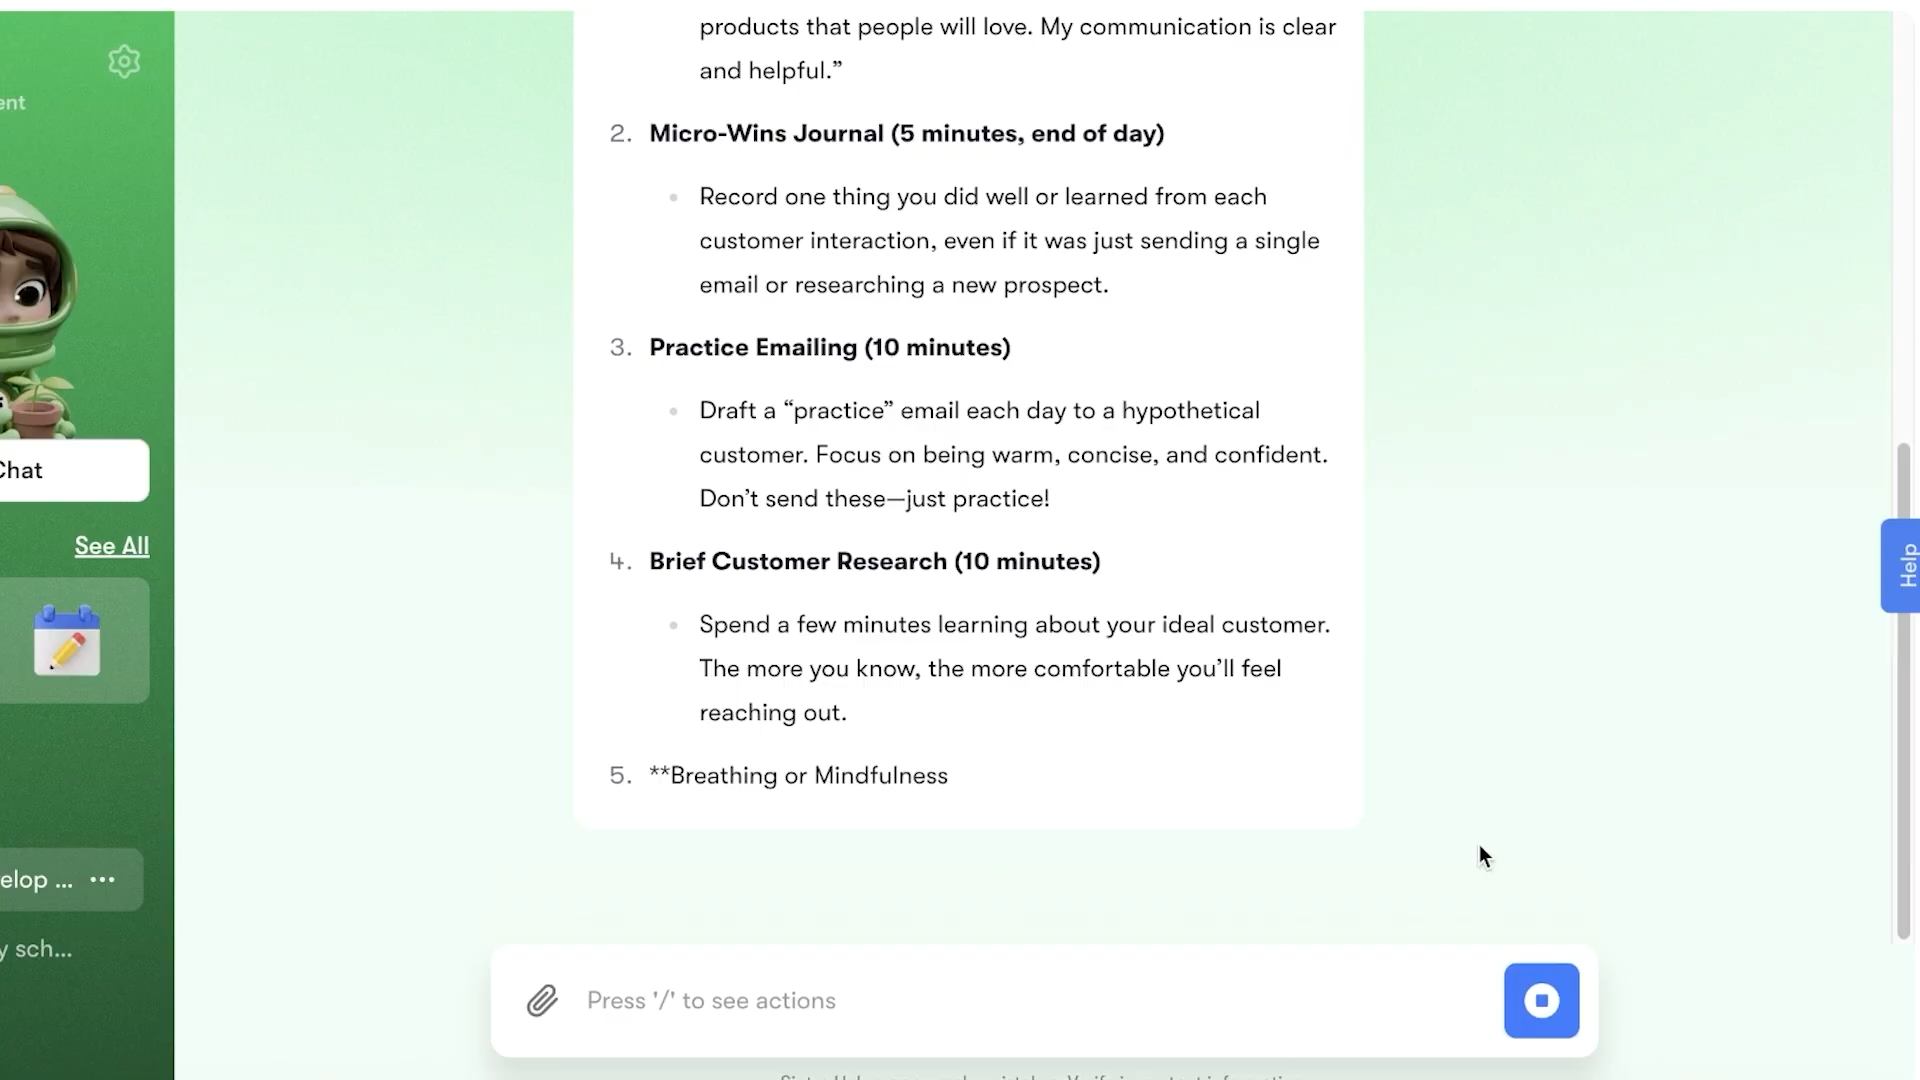 ent
Chat
See All
elop ...
y sch...
products that people will love. My communication is clear
and helpful.”
2. Micro-Wins Journal (5 minutes, end of day)
Record one thing you did well or learned from each
customer interaction, even if it was just sending a single
email or researching a new prospect.
3. Practice Emailing (10 minutes)
Draft a “practice” email each day to a hypothetical
customer. Focus on being warm, concise, and confident.
Don’t send these—just practice!
4. Brief Customer Research (10 minutes)
Spend a few minutes learning about your ideal customer.
The more you know, the more comfortable you’ll feel
reaching out.
5. **Breathing or Mindfulness
Press '/' to see actions
Help